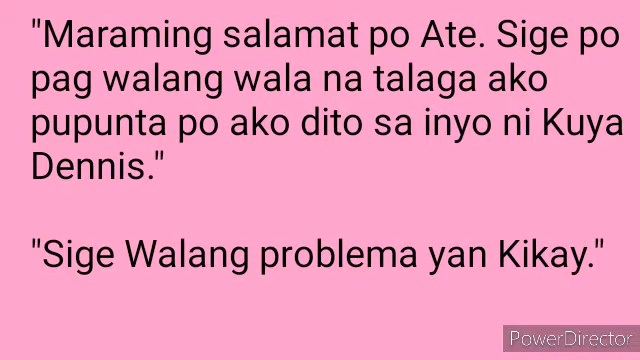 "Maraming salamat po Ate. Sige po
pag walang wala na talaga ako
pupunta po ako dito sa inyo ni Kuya
Dennis."
"Sige Walang problema yan Kikay."
PowerDirector